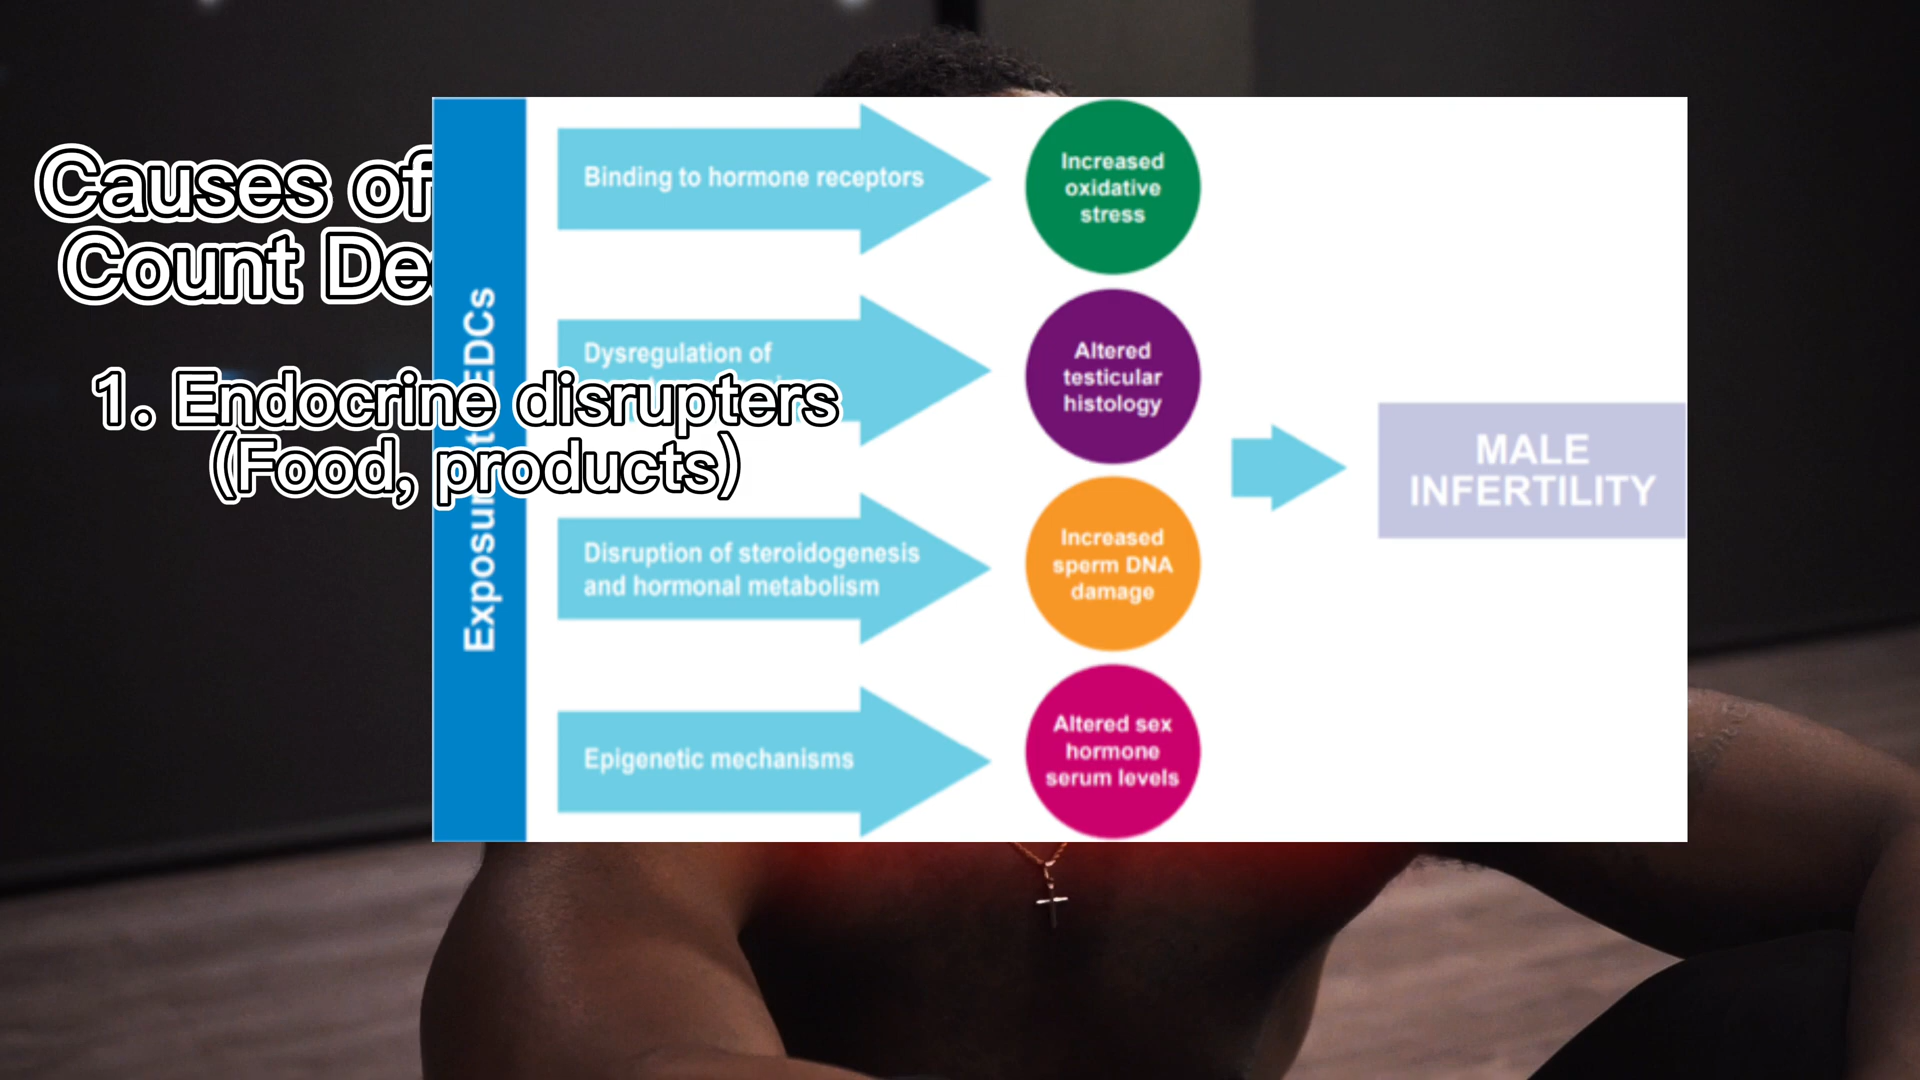 Causes of
Count De
1. Endocrine disrupters
(Food, products)
EDCs
Binding to hormone receptors
Dysregulation of
Disruption of steroidogenesis
and hormonal metabolism
Epigenetic mechanisms
Increased
oxidative
stress
Altered
testicular
histology
Increased
sperm DNA
damage
Altered sex
hormone
serum levels
MALE
INFERTILITY